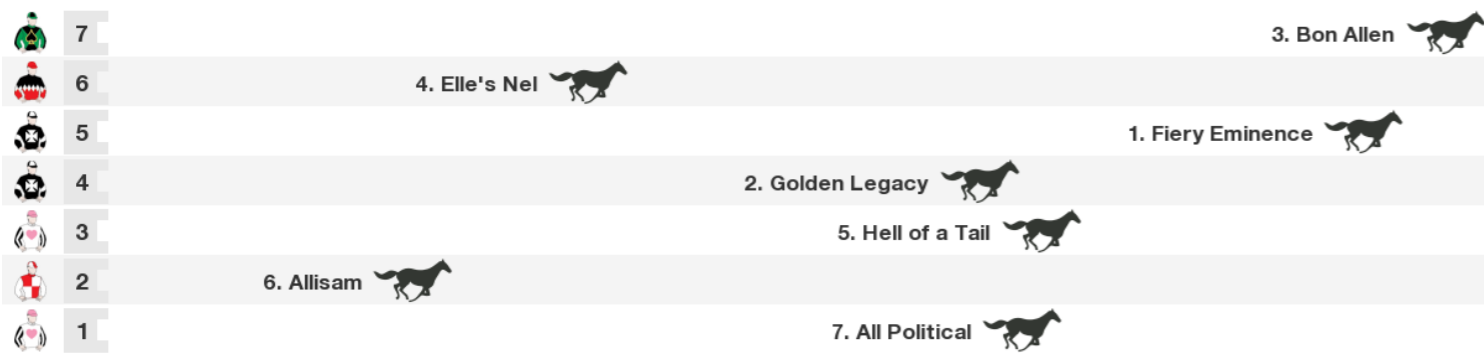 7 3. Bon Allen
6 4. Elle's Nel
5 1. Fiery Eminence
4 2. Golden Legacy
3 5. Hell of a Tail
2 6. Allisam
1 7. All Political